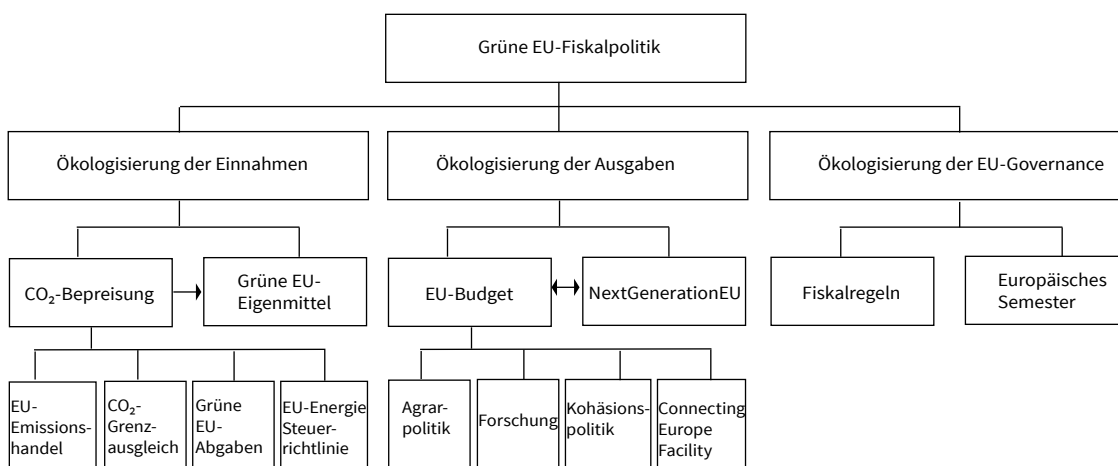 Grüne EU-Fiskalpolitik
Ökologisierung der Einnahmen
Ökologisierung der Ausgaben
Ökologisierung der EU-Governance
CO₂-Bepreisung
Grüne EU-
Eigenmittel
EU-Budget
NextGenerationEU
Fiskalregeln
Europäisches
Semester
EU-
Emissions-
handel
CO₂-
Grenz-
ausgleich
Grüne
EU-
Abgaben
EU-Energie
Steuer-
richtlinie
Agrar-
politik
Forschung
Kohäsions-
politik
Connecting
Europe
Facility